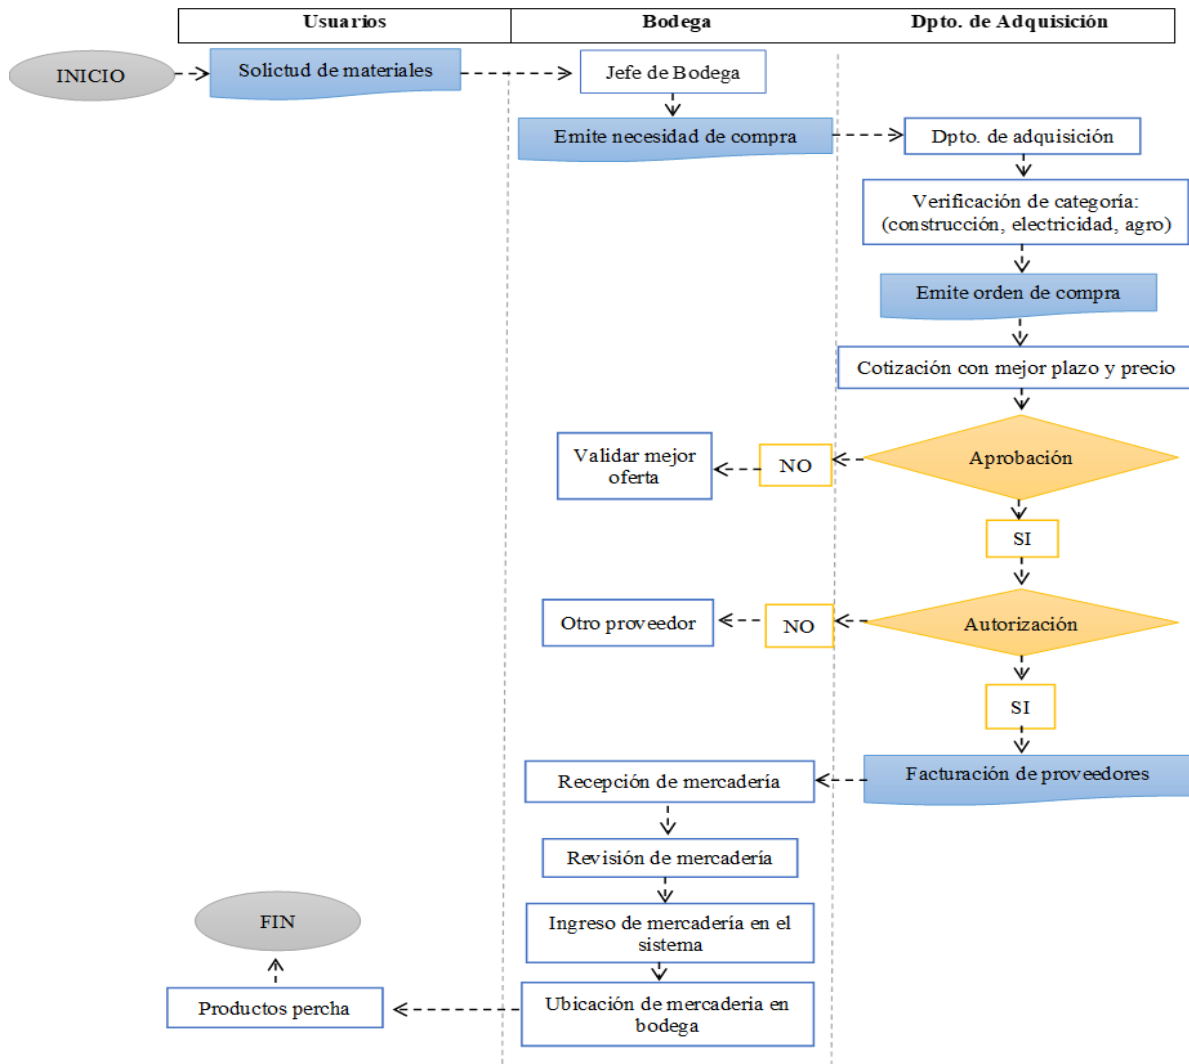 Usuarios
Bodega
Dpto. de Adquisición
INICIO
Solictud de materiales
Jefe de Bodega
Emite necesidad de compra
Dpto. de adquisición
Verificación de categoría:
(construcción, electricidad, agro)
Emite orden de compra
Cotización con mejor plazo y precio
Aprobación
NO
Validar mejor
oferta
SI
Autorización
NO
Otro proveedor
SI
Facturación de proveedores
Recepción de mercadería
Revisión de mercadería
Ingreso de mercadería en el
sistema
Ubicación de mercaderia en
bodega
Productos percha
FIN